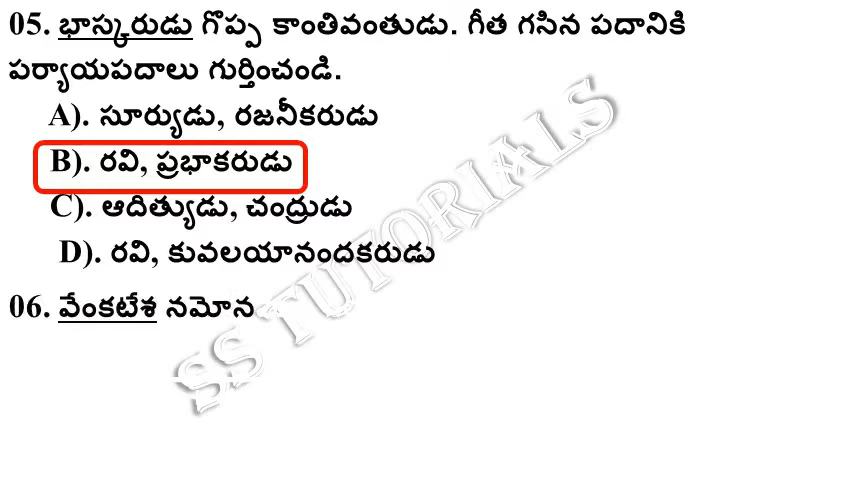 05. భాస్కరుడు గొప్ప కాంతివంతుడు. గీత గసిన పదానికి
పర్యాయపదాలు గుర్తించండి.
A). సూర్యుడు, రజనీకరుడు
B). రవి, ప్రభాకరుడు
C). ఆదిత్యుడు, చంద్రుడు
D). రవి, కువలయానందకరుడు
06. వేంకటేశ నమోన
SS TUTORIALS